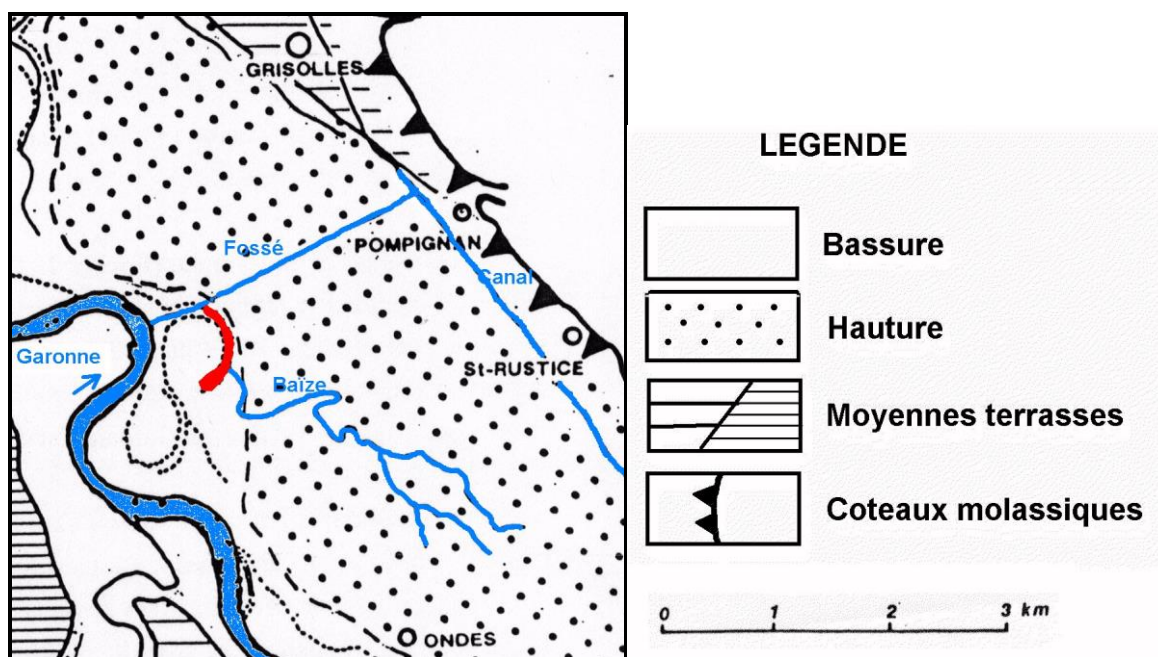 GRISOLLES
Fossé
POMPIGNAN
Canal
Garonne
St-RUSTICE
Baïze
ONDES
LEGENDE
Bassure
Hauture
Moyennes terrasses
Coteaux molassiques
0 1 2 3 km